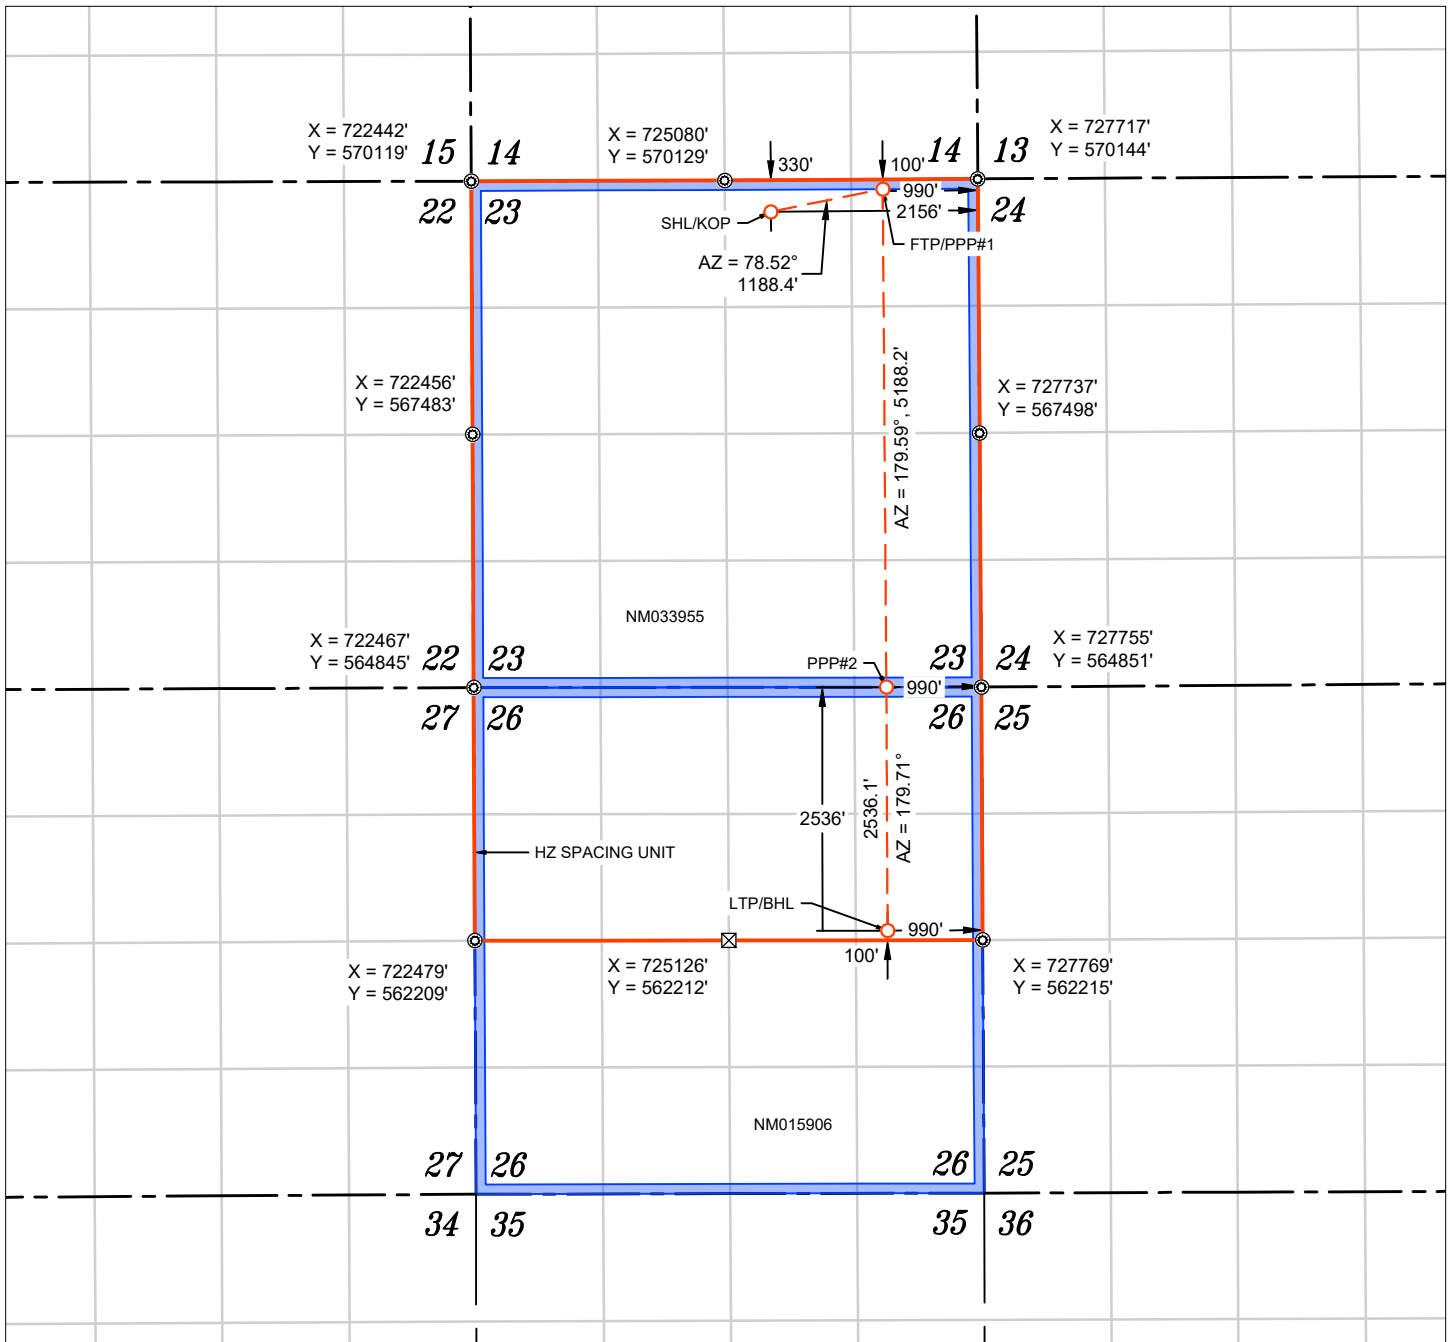 X = 722442'
Y = 570119'
15
14
X = 725080'
Y = 570129'
330'
100'
14
13
X = 727717'
Y = 570144'
22
23
SHL/KOP
990'
2156'
24
FTP/PPP#1
AZ = 78.52°
1188.4'
AZ = 179.59°, 5188.2'
X = 722456'
Y = 567483'
X = 727737'
Y = 567498'
NM033955
X = 722467'
Y = 564845'
22
23
PPP#2
23
24
X = 727755'
Y = 564851'
990'
27
26
26
25
2536'
2536.1'
AZ = 179.71°
HZ SPACING UNIT
LTP/BHL
990'
100'
X = 722479'
Y = 562209'
X = 725126'
Y = 562212'
X = 727769'
Y = 562215'
NM015906
27
26
26
25
34
35
35
36